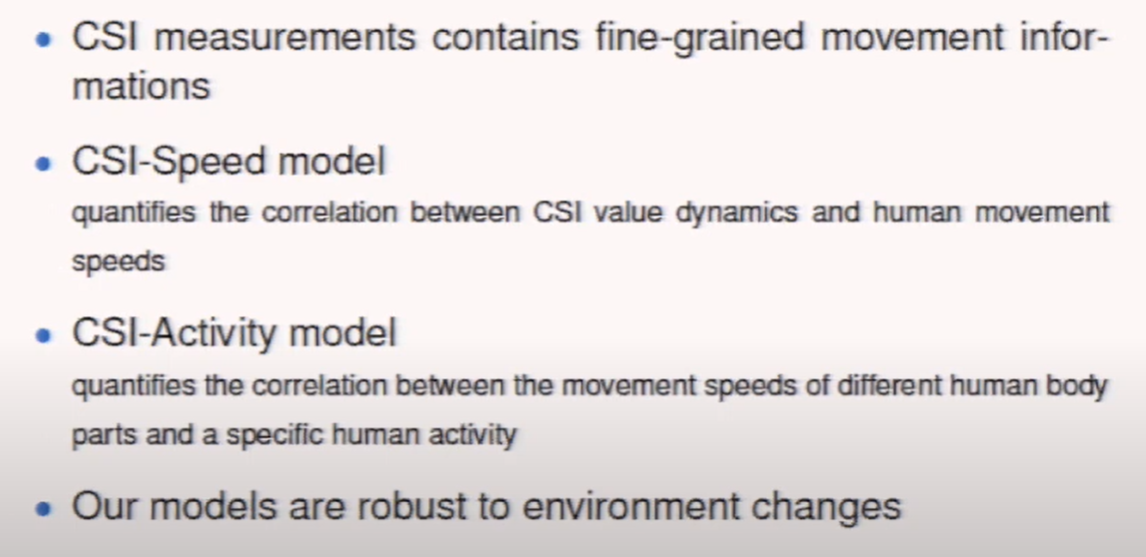 • CSI measurements contains fine-grained movement infor-
mations
• CSI-Speed model
quantifies the correlation between CSI value dynamics and human movement
speeds
• CSI-Activity model
quantifies the correlation between the movement speeds of different human body
parts and a specific human activity
• Our models are robust to environment changes